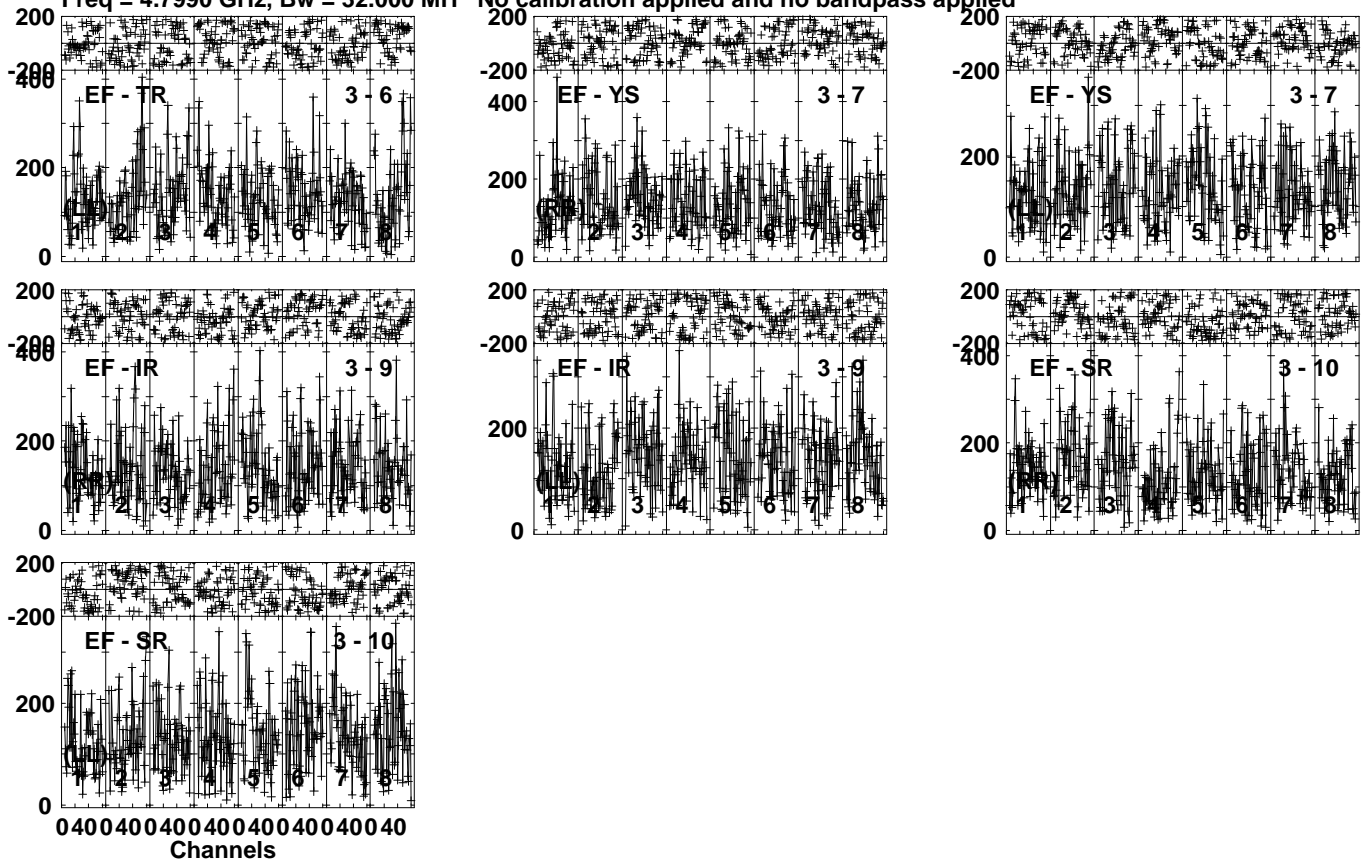 Freq = 4.7990 GHz, Bw = 32.000 MH No calibration applied and no bandpass applied
200 200 200
-200 -200 -200
400 EF - TR 3 - 6 EF - YS 3 - 7 EF - YS 3 - 7
400
200 200 200
(LL) (RR) (LL)
1 2 3 4 5 6 7 8 1 2 3 4 5 6 7 8 1 2 3 4 5 6 7 8
0 0 0
200 200 200
-200 -200 -200
400 400
EF - IR 3 - 9 EF - IR 3 - 9 EF - SR 3 - 10
200 200 200
(RR) (LL) (RR)
1 2 3 4 5 6 7 8 1 2 3 4 5 6 7 8 1 2 3 4 5 6 7 8
0 0 0
200
-200
EF - SR 3 - 10
200
(LL)
1 2 3 4 5 6 7 8
0
0 40 0 40 0 40 0 40 0 40 0 40 0 40 0 40
Channels